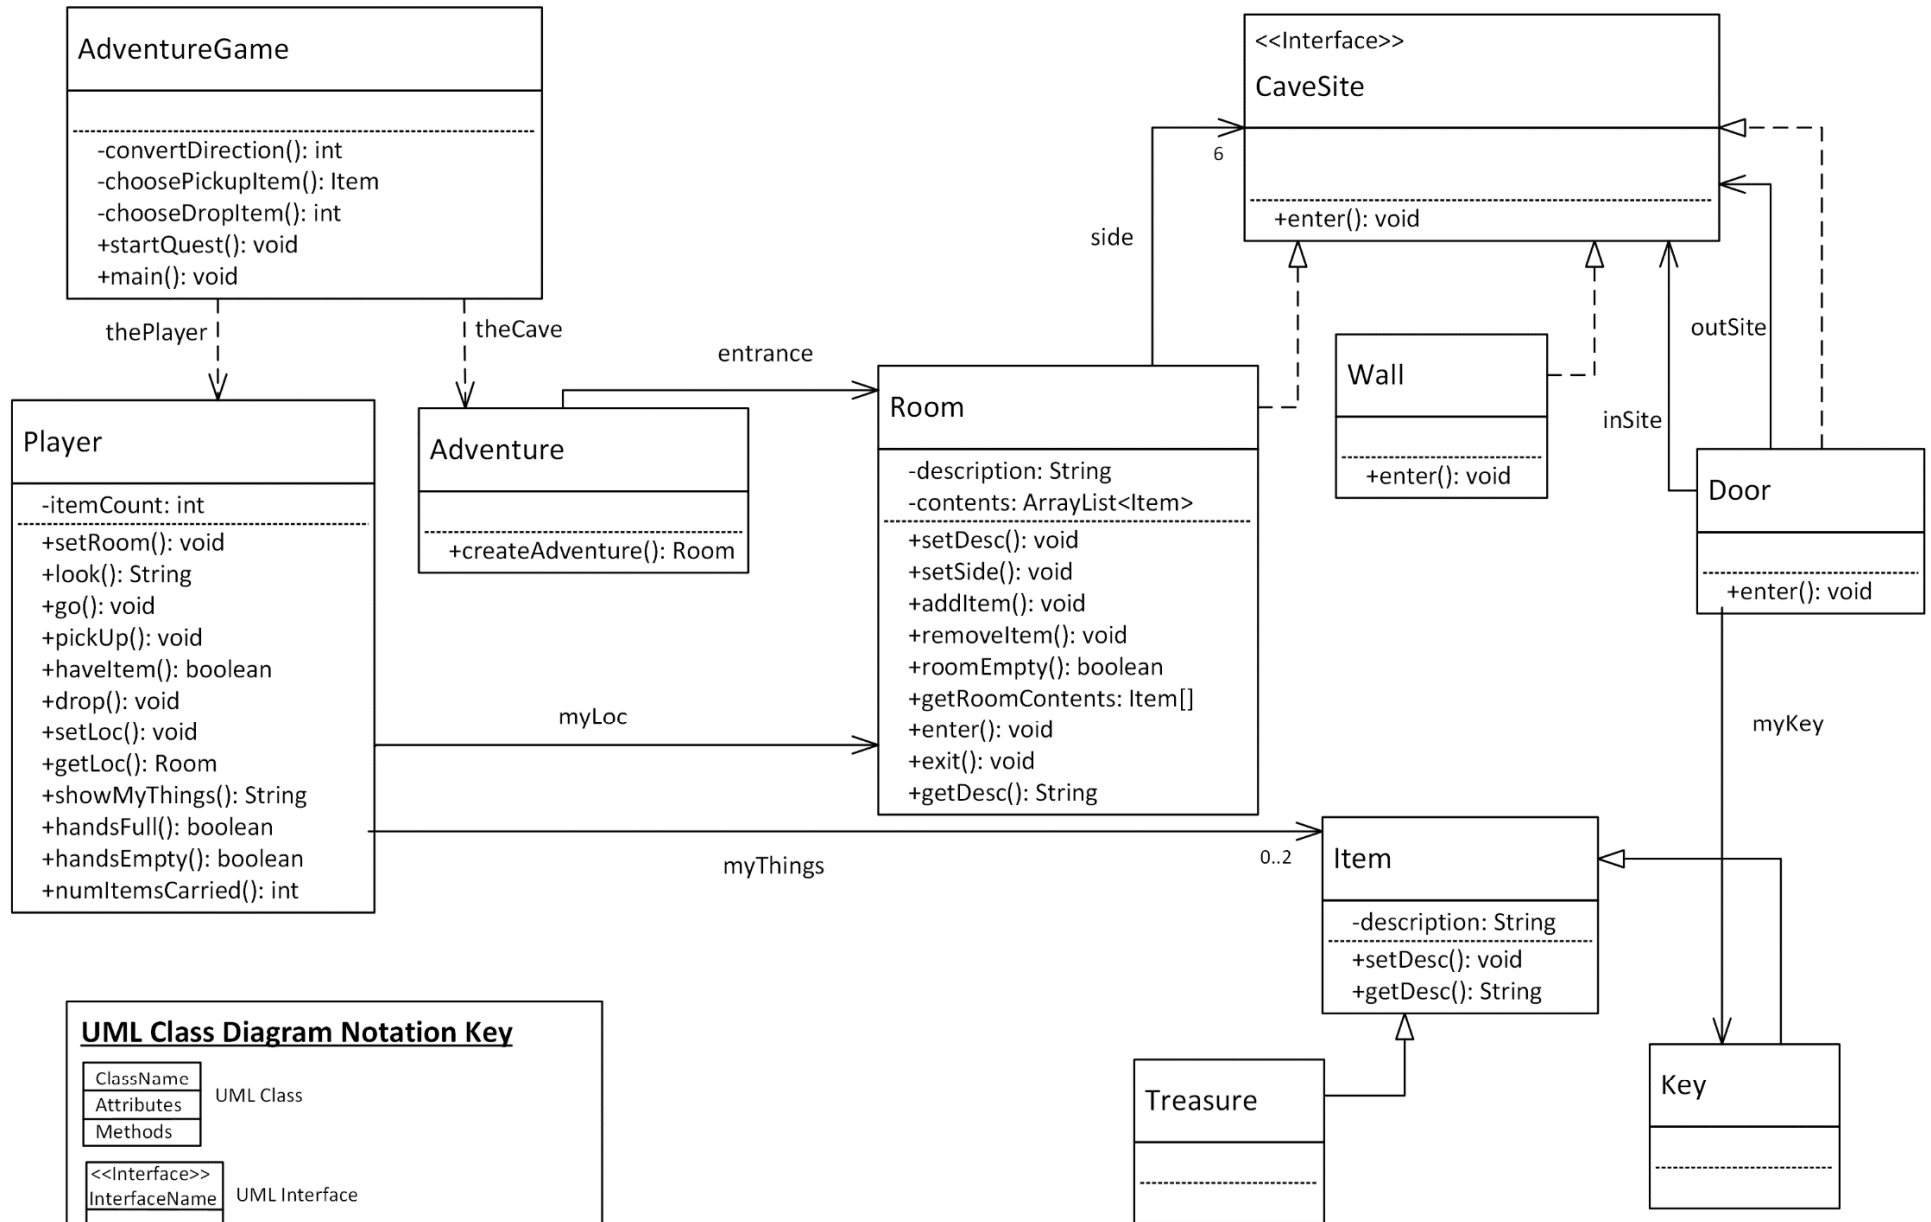 AdventureGame
-convertDirection(): int
-choosePickupItem(): Item
-chooseDropItem(): int
+startQuest(): void
+main(): void
<<Interface>>
CaveSite
+enter(): void
6
side
thePlayer
theCave
entrance
outSite
inSite
Player
-itemCount: int
+setRoom(): void
+look(): String
+go(): void
+pickUp(): void
+haveItem(): boolean
+drop(): void
+setLoc(): void
+getLoc(): Room
+showMyThings(): String
+handsFull(): boolean
+handsEmpty(): boolean
+numItemsCarried(): int
Adventure
+createAdventure(): Room
Room
-description: String
-contents: ArrayList<Item>
+setDesc(): void
+setSide(): void
+addItem(): void
+removeItem(): void
+roomEmpty(): boolean
+getRoomContents: Item[]
+enter(): void
+exit(): void
+getDesc(): String
Wall
+enter(): void
Door
+enter(): void
myLoc
myThings
0..2
myKey
Item
-description: String
+setDesc(): void
+getDesc(): String
Treasure
Key
UML Class Diagram Notation Key
ClassName
Attributes
Methods
UML Class
<<Interface>>
InterfaceName
UML Interface